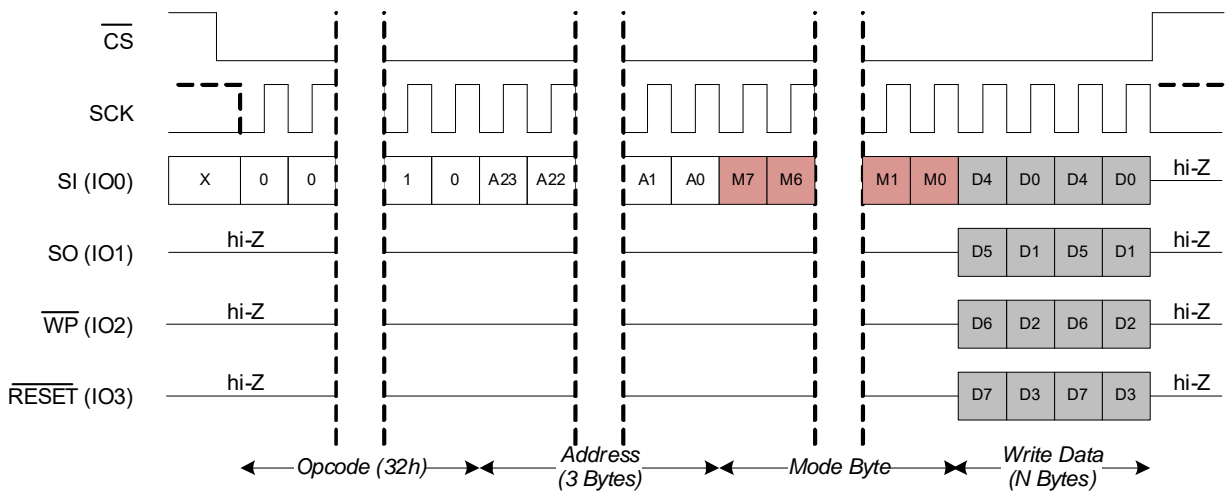 CS
SCK
SI (IO0) X 0 0 1 0 A23 A22 A1 A0 M7 M6 M1 M0 D4 D0 D4 D0 hi-Z
SO (IO1) hi-Z D5 D1 D5 D1 hi-Z
WP (IO2) hi-Z D6 D2 D6 D2 hi-Z
RESET (IO3) hi-Z D7 D3 D7 D3 hi-Z
Opcode (32h) Address (3 Bytes) Mode Byte Write Data (N Bytes)